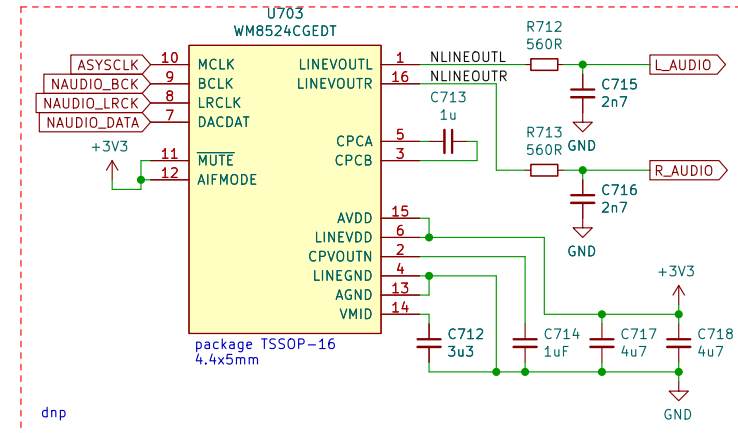 U703
WM8524CGEDT
ASYSCLK 10 MCLK
NAUDIO_BCK 9 BCLK
NAUDIO_LRCK 8 LRCLK
NAUDIO_DATA 7 DACDAT
+3V3
11 MUTE
12 AIFMODE
LINEVOUTL 1 NLINEOUTL
LINEVOUTR 16 NLINEOUTR
C713
1u
CPCA 5
CPCB 3
AVDD 15
LINEVDD 6
CPVOUTN 2
LINEGND 4
AGND 13
VMID 14
R712
560R
L_AUDIO
C715
2n7
GND
R713
560R
R_AUDIO
C716
2n7
GND
+3V3
C712
3u3
C714
1uF
C717
4u7
C718
4u7
GND
package TSSOP-16
4.4x5mm
dnp